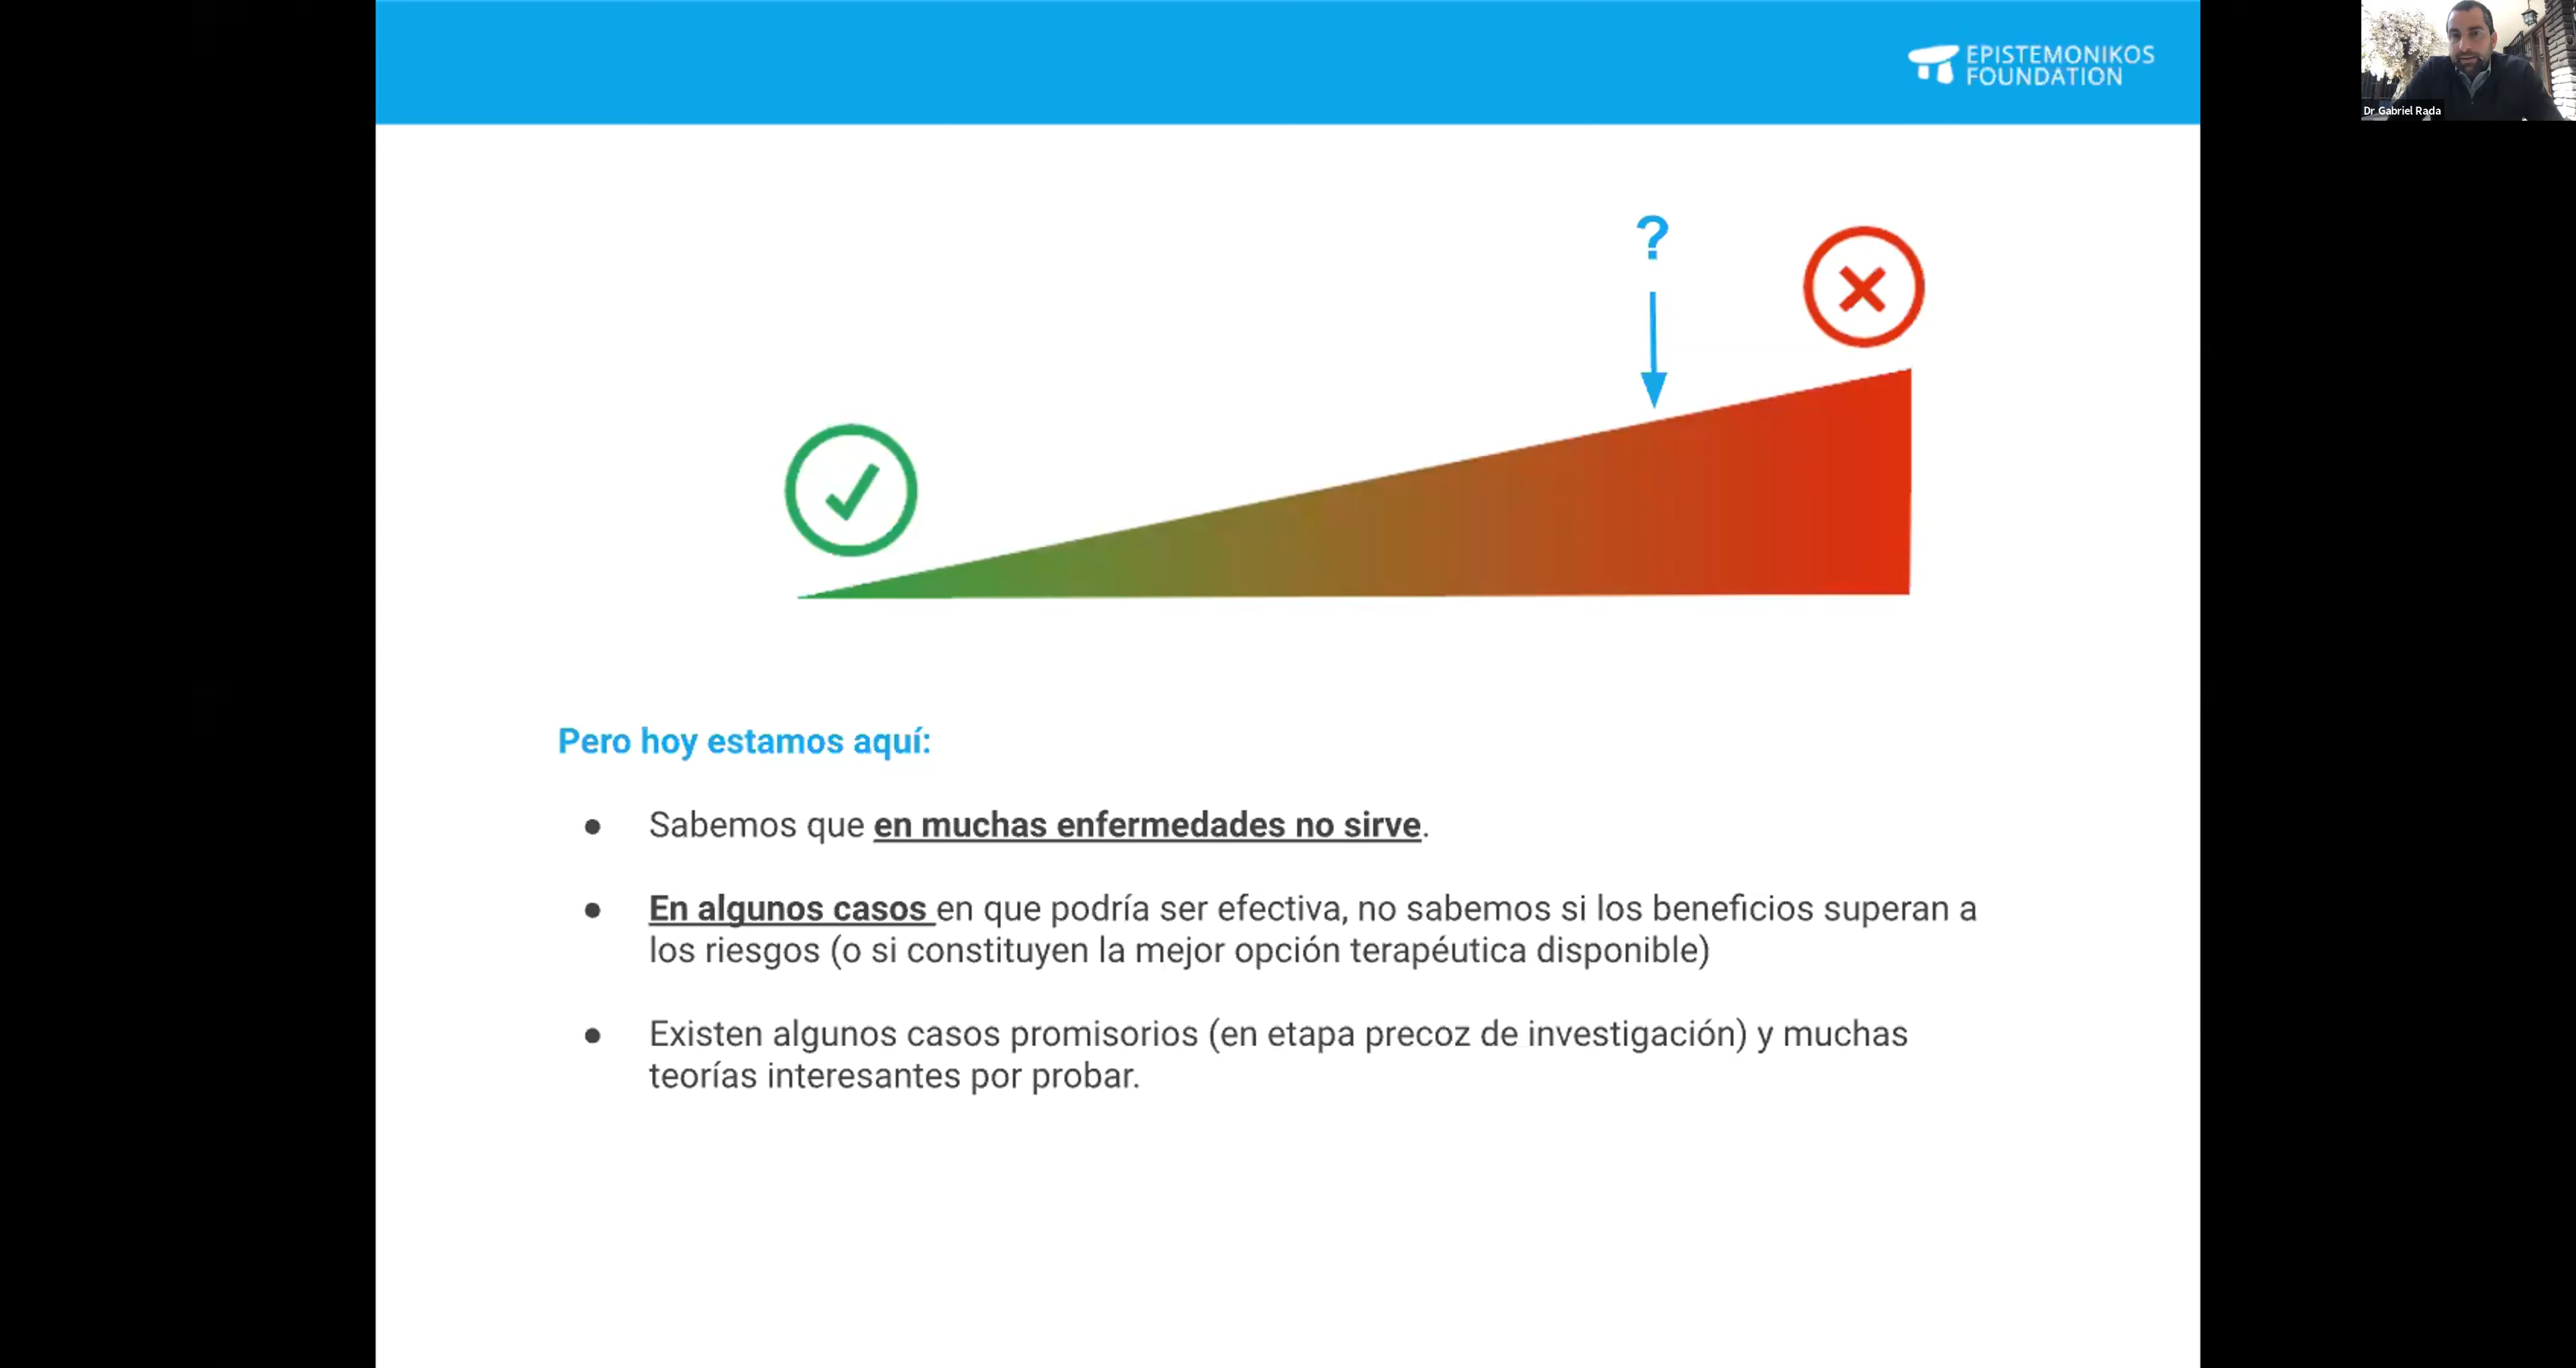 EPISTEMONIKOS
FOUNDATION
Dr Gabriel Rada
?
Pero hoy estamos aquí:
● Sabemos que en muchas enfermedades no sirve.
● En algunos casos en que podría ser efectiva, no sabemos si los beneficios superan a
los riesgos (o si constituyen la mejor opción terapéutica disponible)
● Existen algunos casos promisorios (en etapa precoz de investigación) y muchas
teorías interesantes por probar.